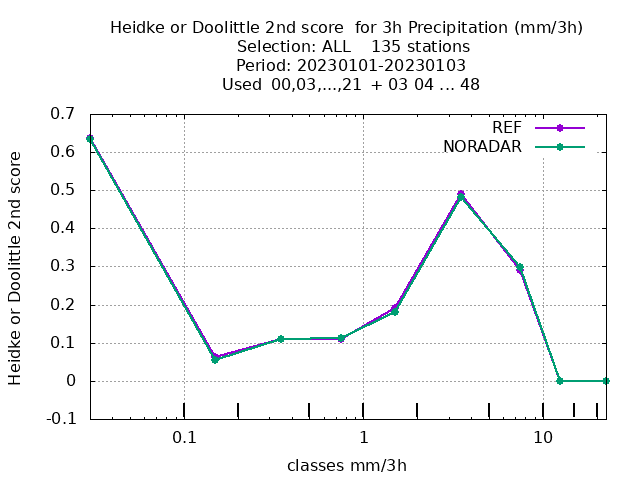 Heidke or Doolittle 2nd score  for 3h Precipitation (mm/3h)
Selection: ALL    135 stations
Period: 20230101-20230103
Used  00,03,...,21  + 03 04 ... 48
REF
NORADAR
0.7
0.6
0.5
0.4
0.3
0.2
0.1
0
-0.1
Heidke or Doolittle 2nd score
0.1
1
10
classes mm/3h